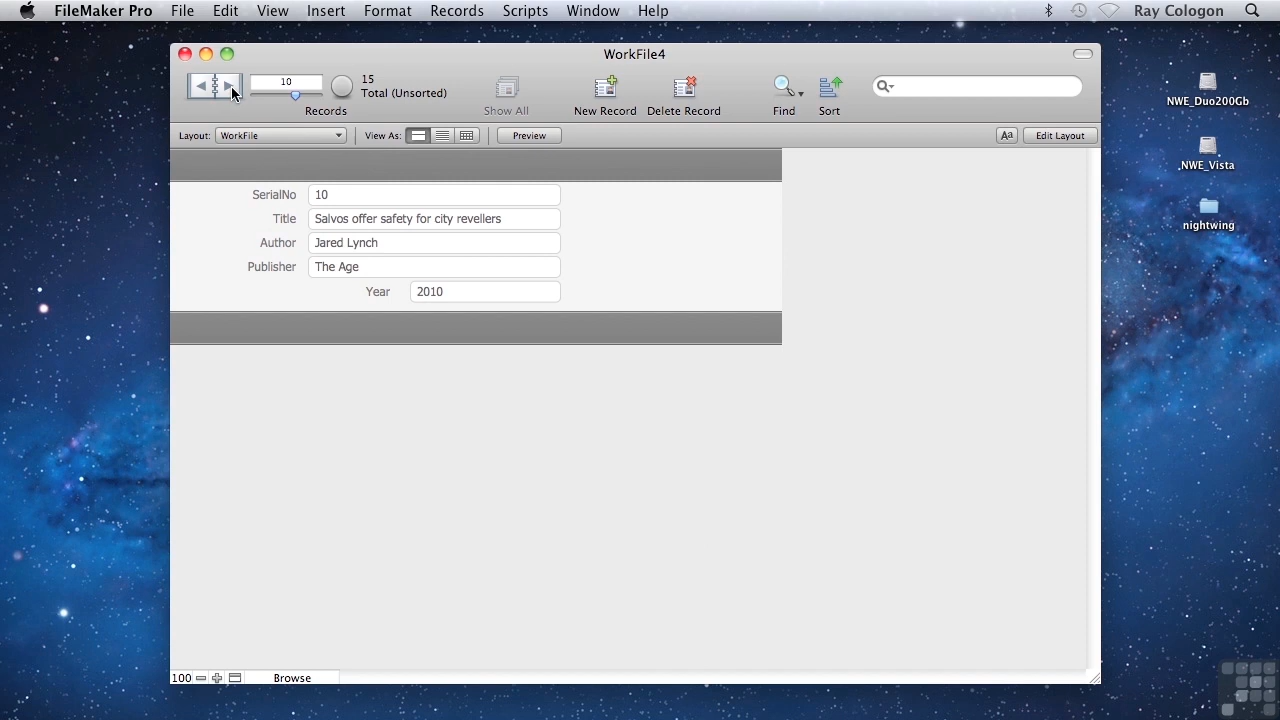 FileMaker Pro File Edit View Insert Format Records Scripts Window Help Ray Cologon
WorkFile4
10
15
Total (Unsorted)
Records
Show All
New Record
Delete Record
Find
Sort
Layout: WorkFile
View As:
Preview
Aa
Edit Layout
SerialNo 10
Title Salvos offer safety for city revellers
Author Jared Lynch
Publisher The Age
Year 2010
100
Browse
NWE_Duo200Gb
NWE_Vista
nightwing